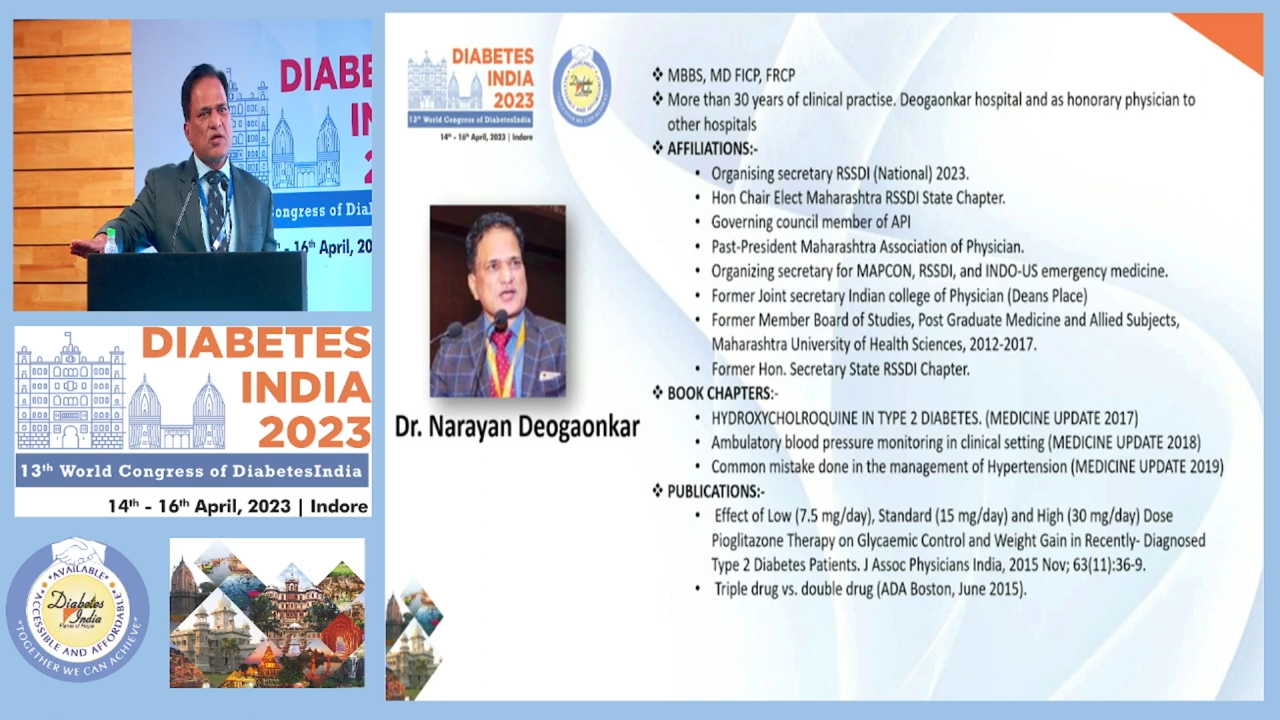 DIABE
IN
2
ongress of Dial
- 16th April, 20
DIABETES
INDIA
2023
13th World Congress of DiabetesIndia
14th - 16th April, 2023 | Indore
*AVAILABLE*
*ACCESSIBLE AND AFFORDABLE*
Diabetes
India
Flame of Hope
"TOGETHER WE CAN ACHIEVE"
DIABETES
INDIA
2023
13th World Congress of DiabetesIndia
14th - 16th April, 2023 | Indore
Diabetes
India
Dr. Narayan Deogaonkar
❖ MBBS, MD FICP, FRCP
❖ More than 30 years of clinical practise. Deogaonkar hospital and as honorary physician to
other hospitals
❖ AFFILIATIONS:-
• Organising secretary RSSDI (National) 2023.
• Hon Chair Elect Maharashtra RSSDI State Chapter.
• Governing council member of API
• Past-President Maharashtra Association of Physician.
• Organizing secretary for MAPCON, RSSDI, and INDO-US emergency medicine.
• Former Joint secretary Indian college of Physician (Deans Place)
• Former Member Board of Studies, Post Graduate Medicine and Allied Subjects,
Maharashtra University of Health Sciences, 2012-2017.
• Former Hon. Secretary State RSSDI Chapter.
❖ BOOK CHAPTERS:-
• HYDROXYCHOLROQUINE IN TYPE 2 DIABETES. (MEDICINE UPDATE 2017)
• Ambulatory blood pressure monitoring in clinical setting (MEDICINE UPDATE 2018)
• Common mistake done in the management of Hypertension (MEDICINE UPDATE 2019)
❖ PUBLICATIONS:-
• Effect of Low (7.5 mg/day), Standard (15 mg/day) and High (30 mg/day) Dose
Pioglitazone Therapy on Glycaemic Control and Weight Gain in Recently- Diagnosed
Type 2 Diabetes Patients. J Assoc Physicians India, 2015 Nov; 63(11):36-9.
• Triple drug vs. double drug (ADA Boston, June 2015).